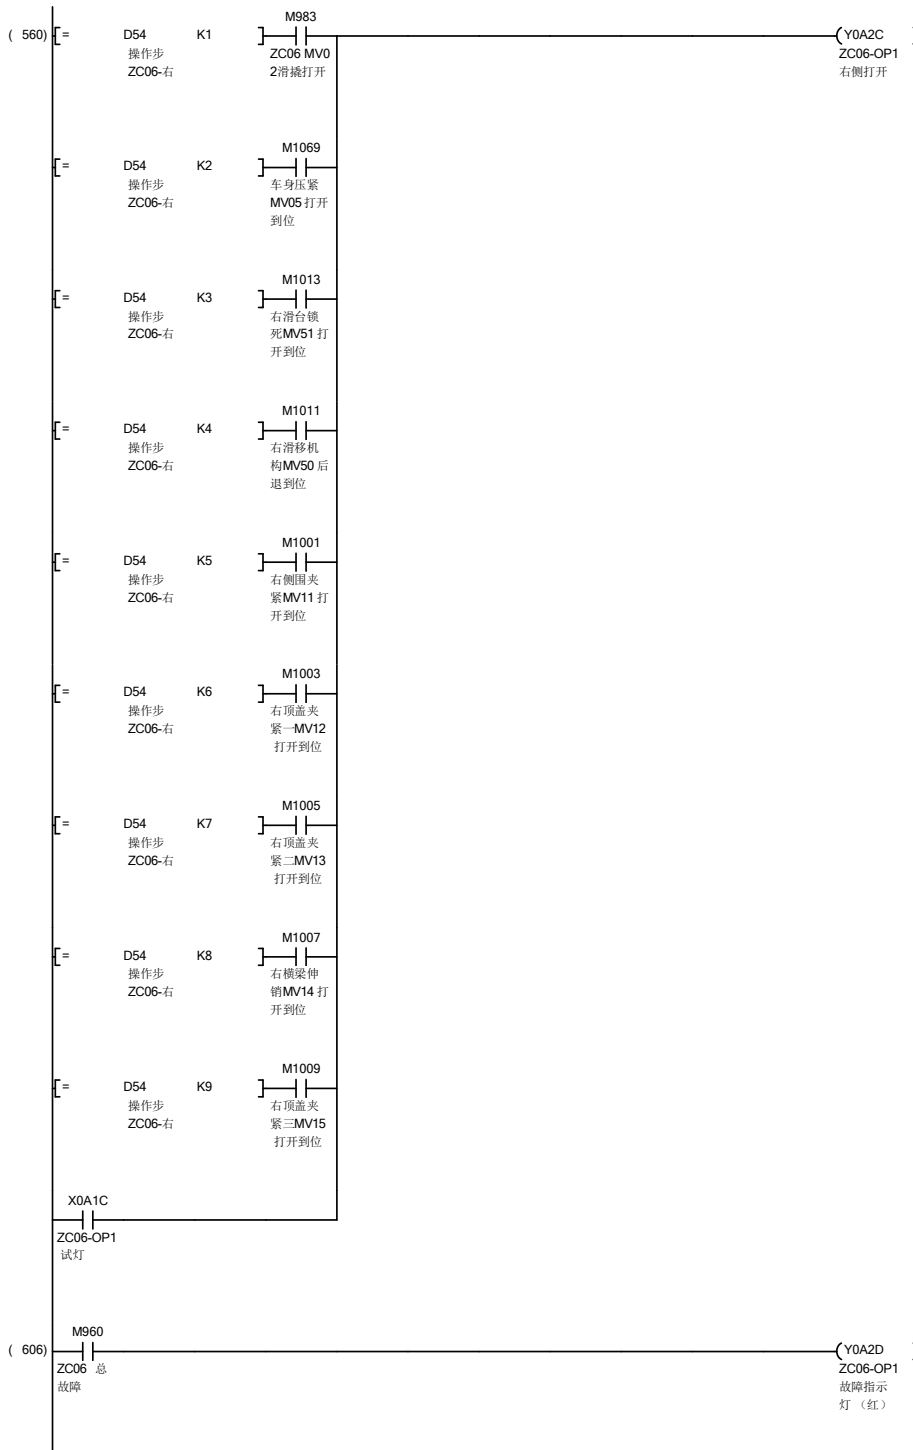 M983
( 560) [= D54 K1 ] Y0A2C
操作步 ZC06 MV0 ZC06-OP1
ZC06-右 2滑撬打开 右侧打开
M1069
[= D54 K2 ]
操作步 车身压紧
ZC06-右 MV05 打开
到位
M1013
[= D54 K3 ]
操作步 右滑台锁
ZC06-右 死MV51 打
开到位
M1011
[= D54 K4 ]
操作步 右滑移机
ZC06-右 构MV50 后
退到位
M1001
[= D54 K5 ]
操作步 右侧围夹
ZC06-右 紧MV11 打
开到位
M1003
[= D54 K6 ]
操作步 右顶盖夹
ZC06-右 紧一MV12
打开到位
M1005
[= D54 K7 ]
操作步 右顶盖夹
ZC06-右 紧二MV13
打开到位
M1007
[= D54 K8 ]
操作步 右横梁伸
ZC06-右 销MV14 打
开到位
M1009
[= D54 K9 ]
操作步 右顶盖夹
ZC06-右 紧三MV15
打开到位
X0A1C
ZC06-OP1
试灯
M960
( 606) Y0A2D
ZC06 总 ZC06-OP1
故障 故障指示
灯 （红）